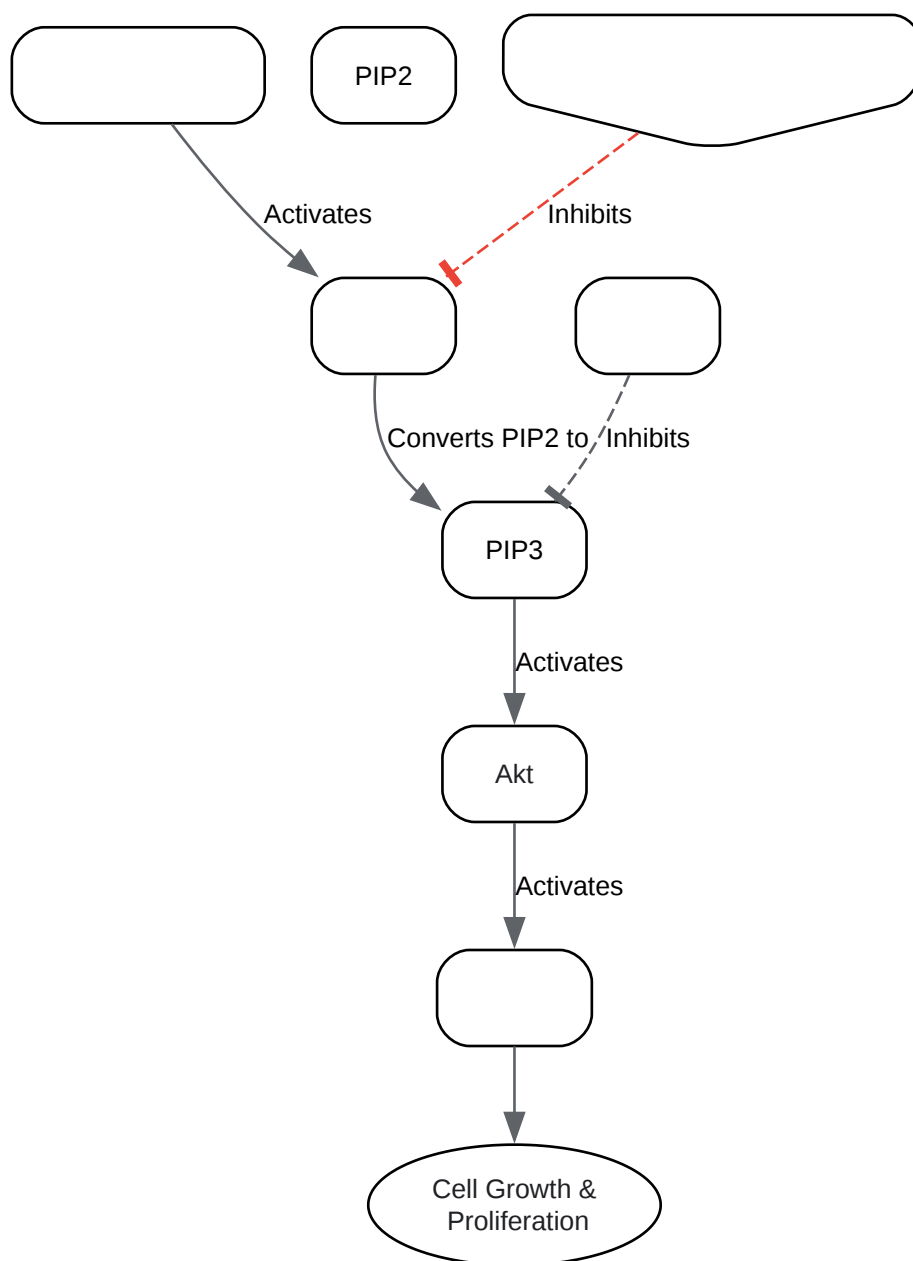 PIP2
Activates
Inhibits
Converts PIP2 to
Inhibits
PIP3
Activates
Akt
Activates
Cell Growth &
Proliferation